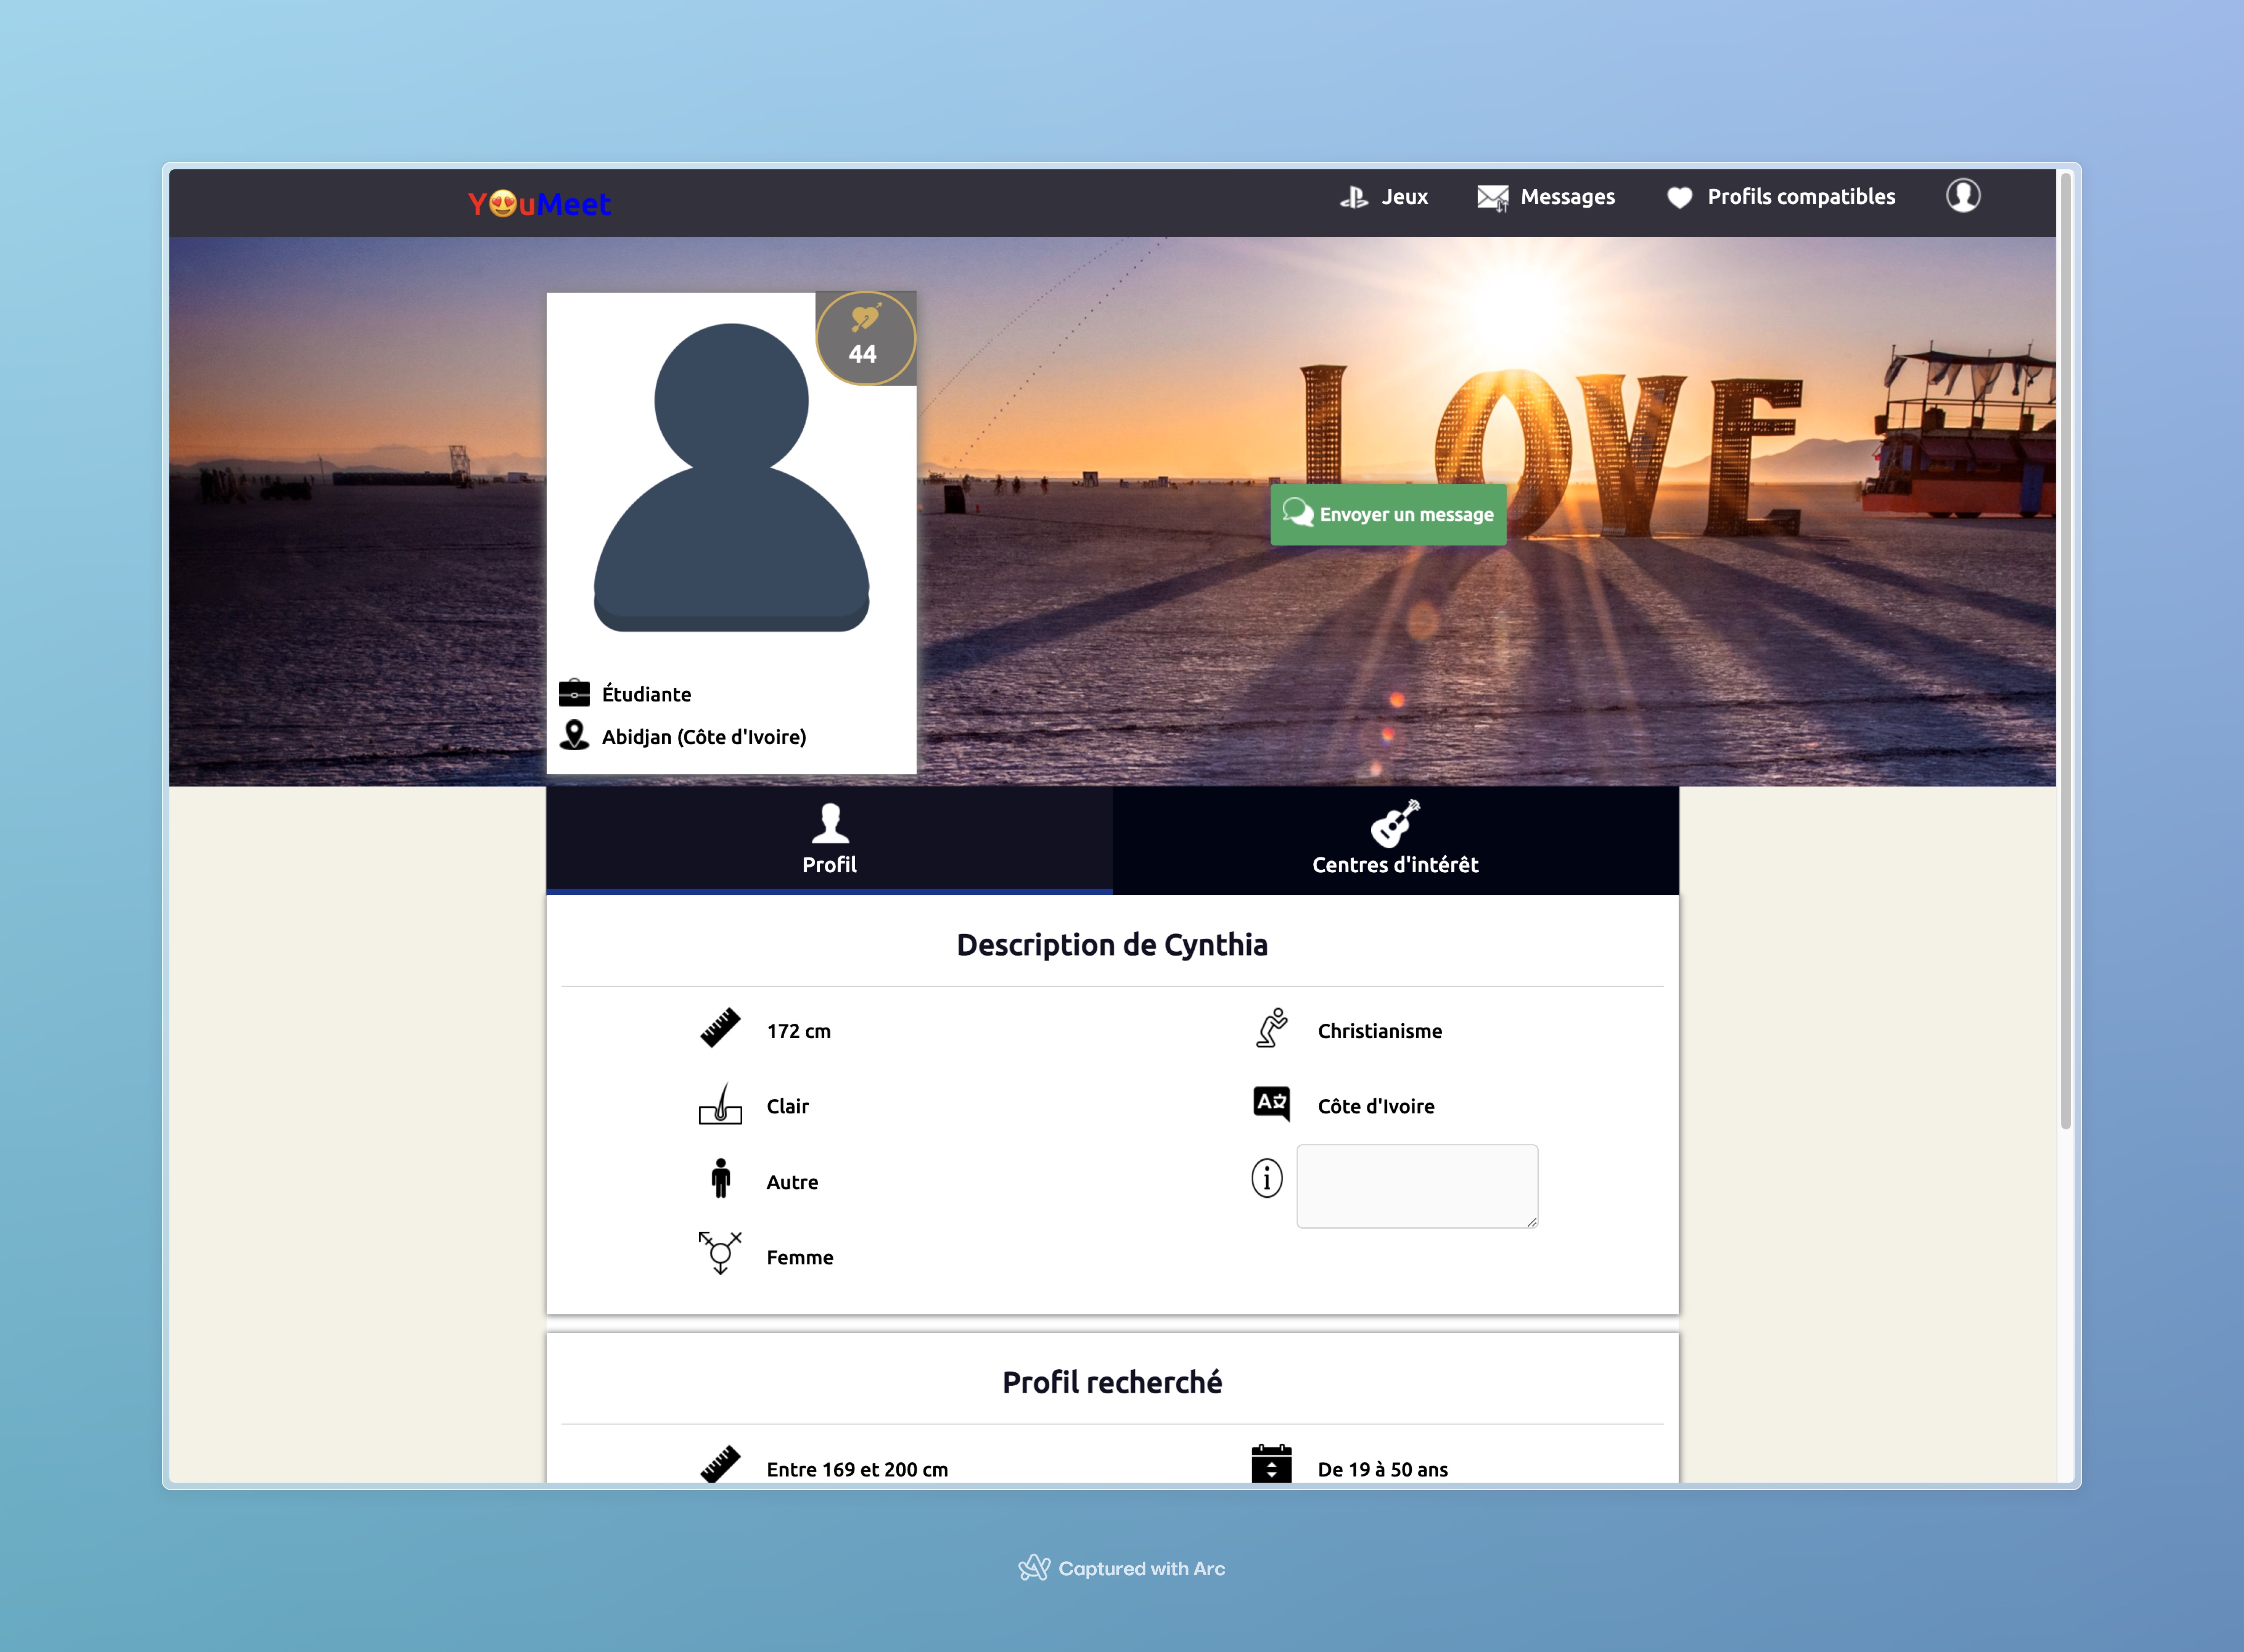 Y😍uMeet
Jeux
Messages
Profils compatibles
44
LOVE
Envoyer un message
Étudiante
Abidjan (Côte d'Ivoire)
Profil
Centres d'intérêt
Description de Cynthia
172 cm
Christianisme
Clair
Côte d'Ivoire
Autre
Femme
Profil recherché
Entre 169 et 200 cm
De 19 à 50 ans
Captured with Arc